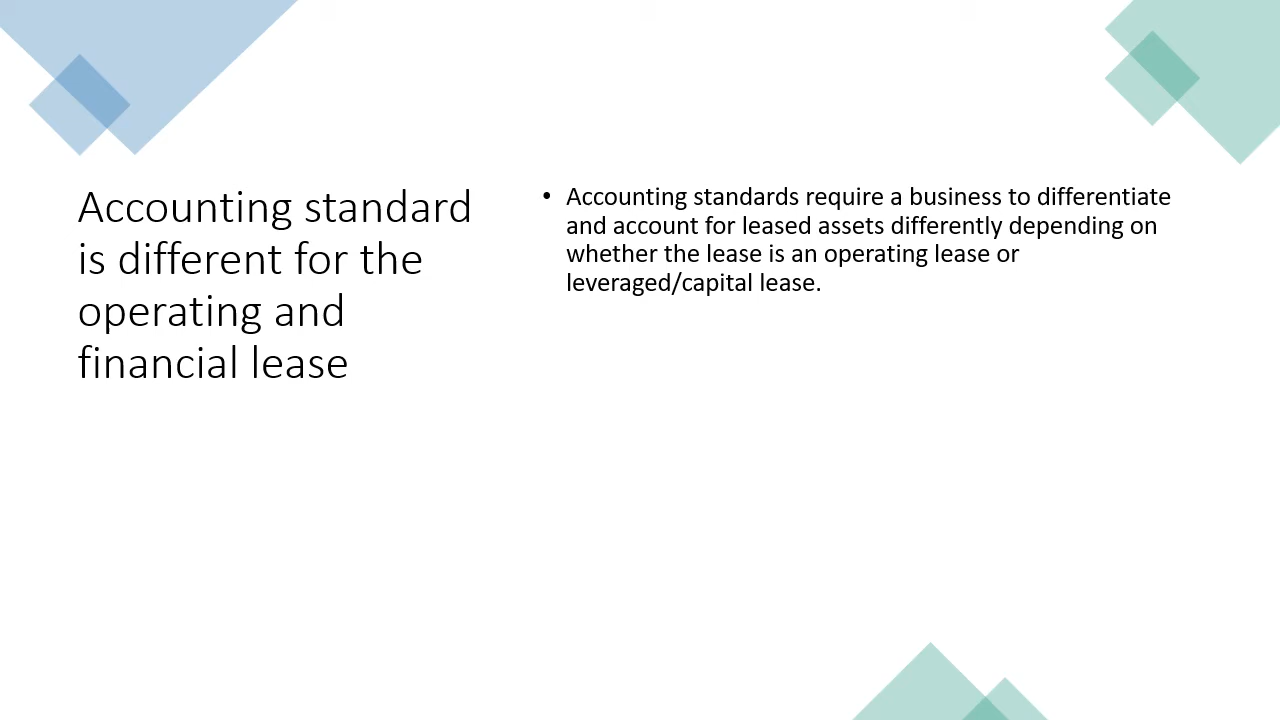 Accounting standard
is different for the
operating and
financial lease
• Accounting standards require a business to differentiate
and account for leased assets differently depending on
whether the lease is an operating lease or
leveraged/capital lease.